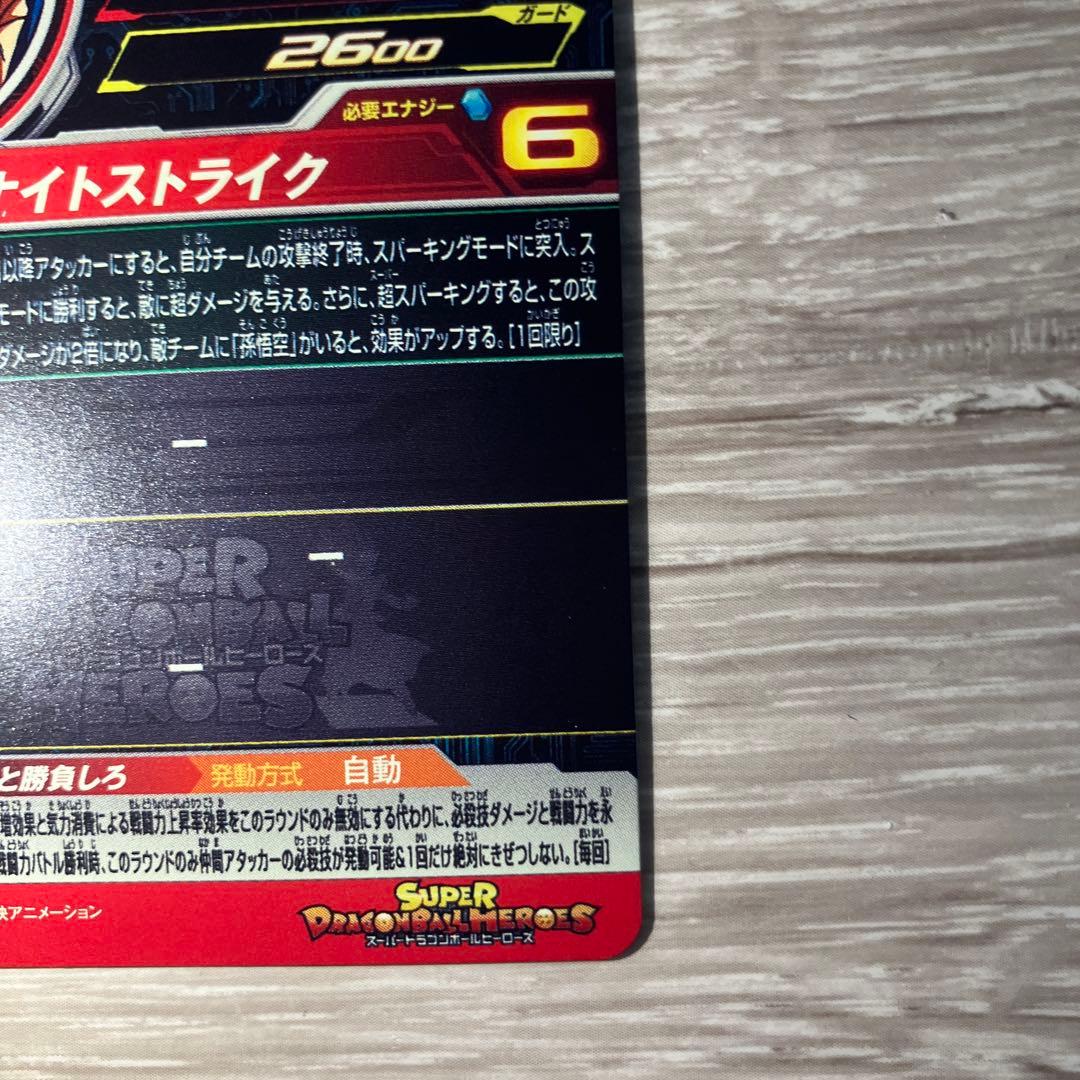 ガード
2600
必要エナジー 6
ナイトストライク
以降アタッカーにすると、自分チームの攻撃終了時、スパーキングモードに突入。ス
モードに勝利すると、敵に超ダメージを与える。さらに、超スパーキングすると、この攻
ダメージが2倍になり、敵チームに「孫悟空」がいると、効果がアップする。[1回限り]
ー
ー
ー
SUPER
DRAGONBALL
ドラゴンボールヒーローズ
HEROES
と勝負しろ 発動方式 自動
増効果と気力消費による戦闘力上昇率効果をこのラウンドのみ無効にする代わりに、必殺技ダメージと戦闘力を永
戦闘力バトル勝利時、このラウンドのみ仲間アタッカーの必殺技が発動可能&1回だけ絶対にきぜつしない。[毎回]
映アニメーション
SUPER
DRAGONBALL HEROES
スーパードラゴンボールヒーローズ